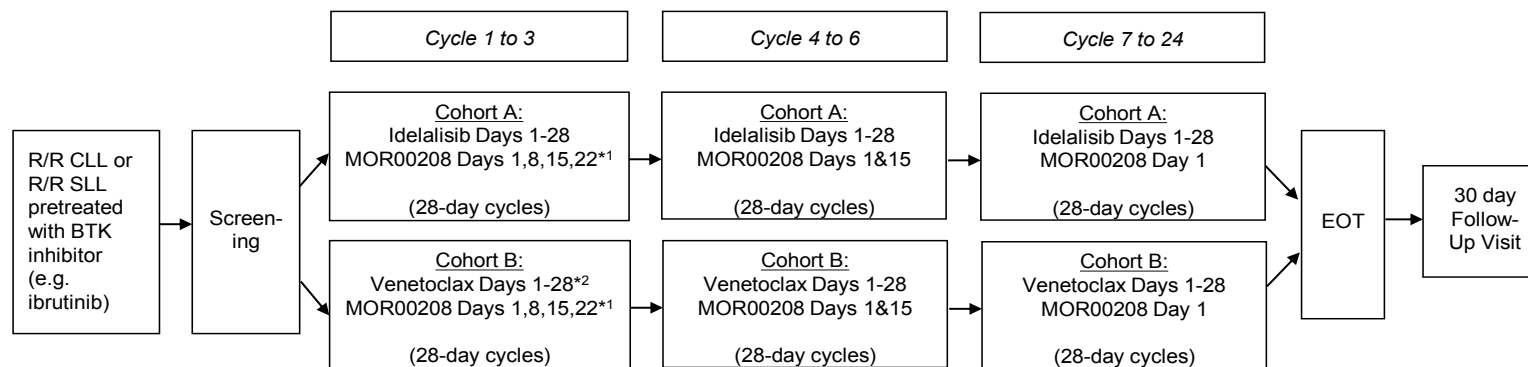 Cycle 1 to 3
Cycle 4 to 6
Cycle 7 to 24
R/R CLL or
R/R SLL
pretreated
with BTK
inhibitor
(e.g.
ibrutinib)
Screen-
ing
Cohort A:
Idelalisib Days 1-28
MOR00208 Days 1,8,15,22*1
(28-day cycles)
Cohort A:
Idelalisib Days 1-28
MOR00208 Days 1&15
(28-day cycles)
Cohort A:
Idelalisib Days 1-28
MOR00208 Day 1
(28-day cycles)
Cohort B:
Venetoclax Days 1-28*2
MOR00208 Days 1,8,15,22*1
(28-day cycles)
Cohort B:
Venetoclax Days 1-28
MOR00208 Days 1&15
(28-day cycles)
Cohort B:
Venetoclax Days 1-28
MOR00208 Day 1
(28-day cycles)
EOT
30 day
Follow-
Up Visit